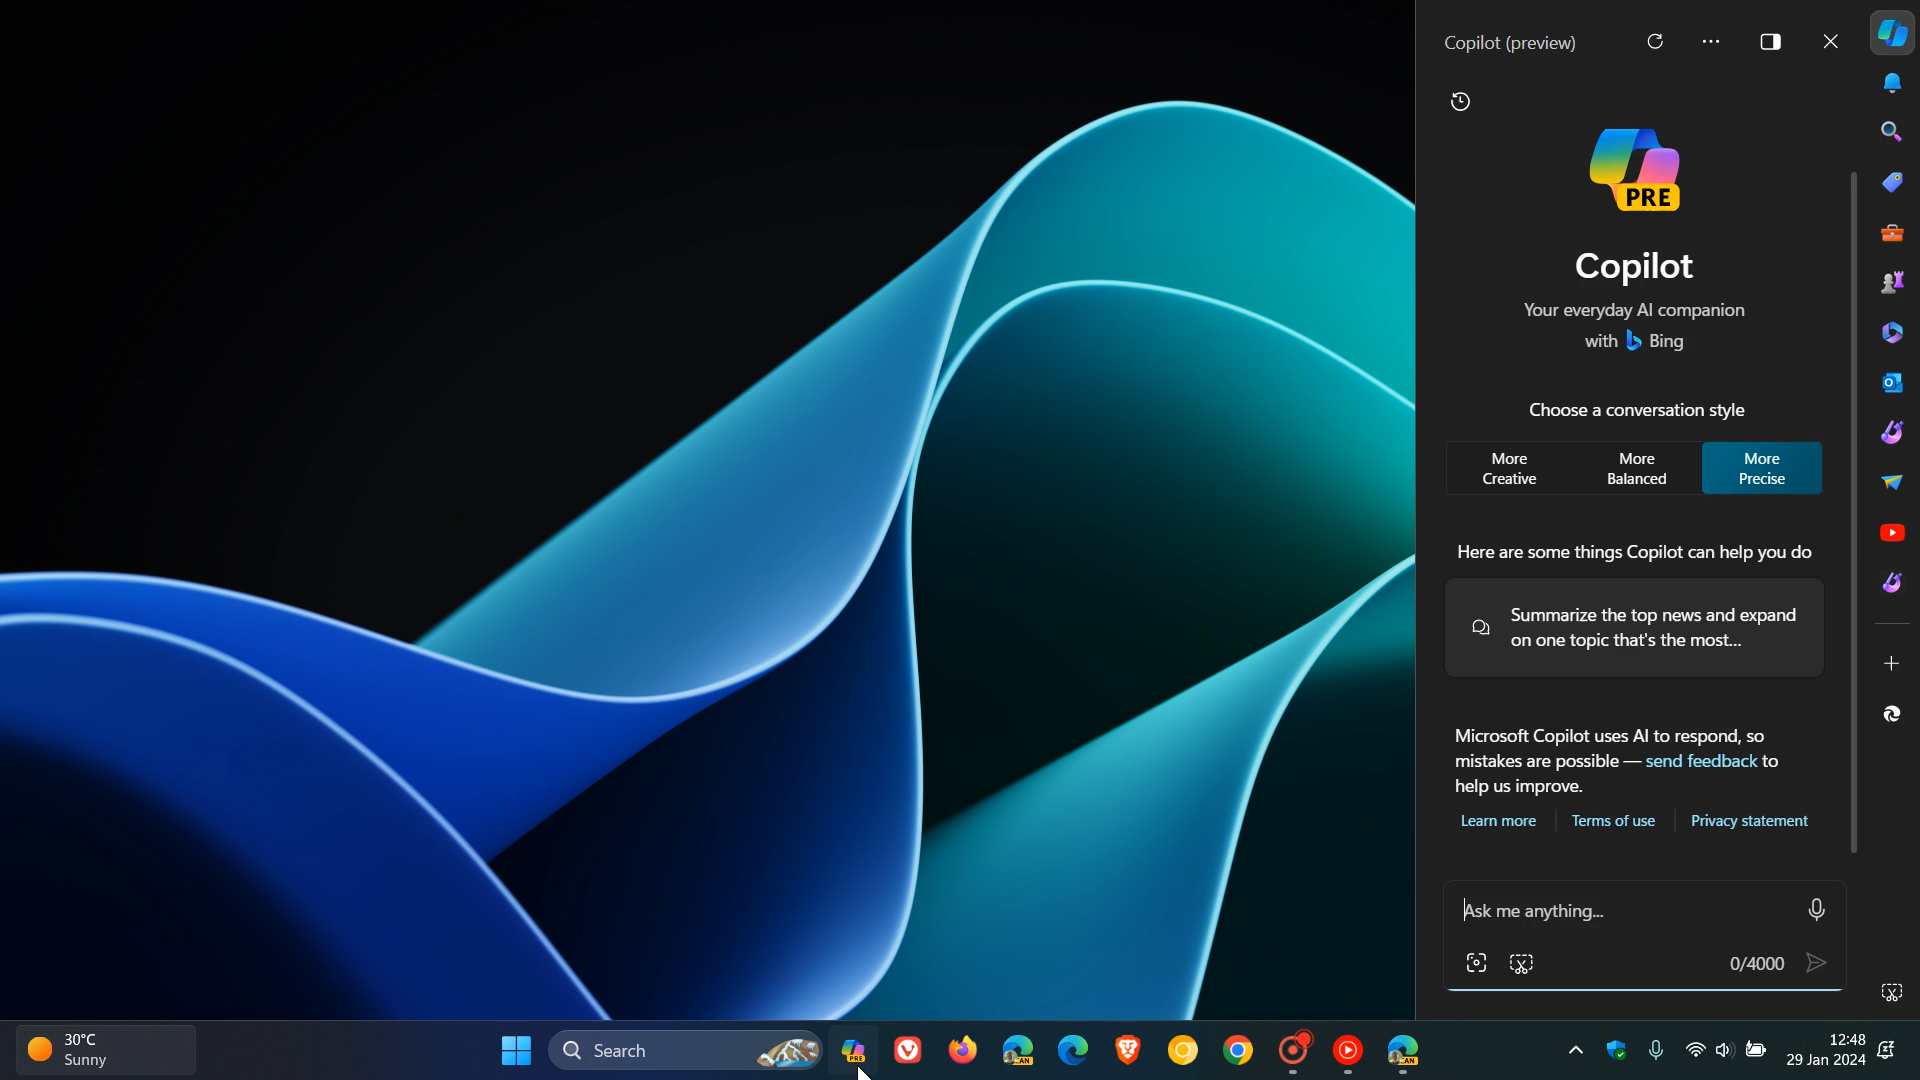 Copilot (preview)
PRE
Copilot
Your everyday AI companion
with Bing
Choose a conversation style
More
Creative
More
Balanced
More
Precise
Here are some things Copilot can help you do
Summarize the top news and expand
on one topic that's the most...
Microsoft Copilot uses AI to respond, so
mistakes are possible — send feedback to
help us improve.
Learn more
Terms of use
Privacy statement
Ask me anything...
0/4000
30°C
Sunny
Search
PRE
CAN
CAN
12:48
29 Jan 2024